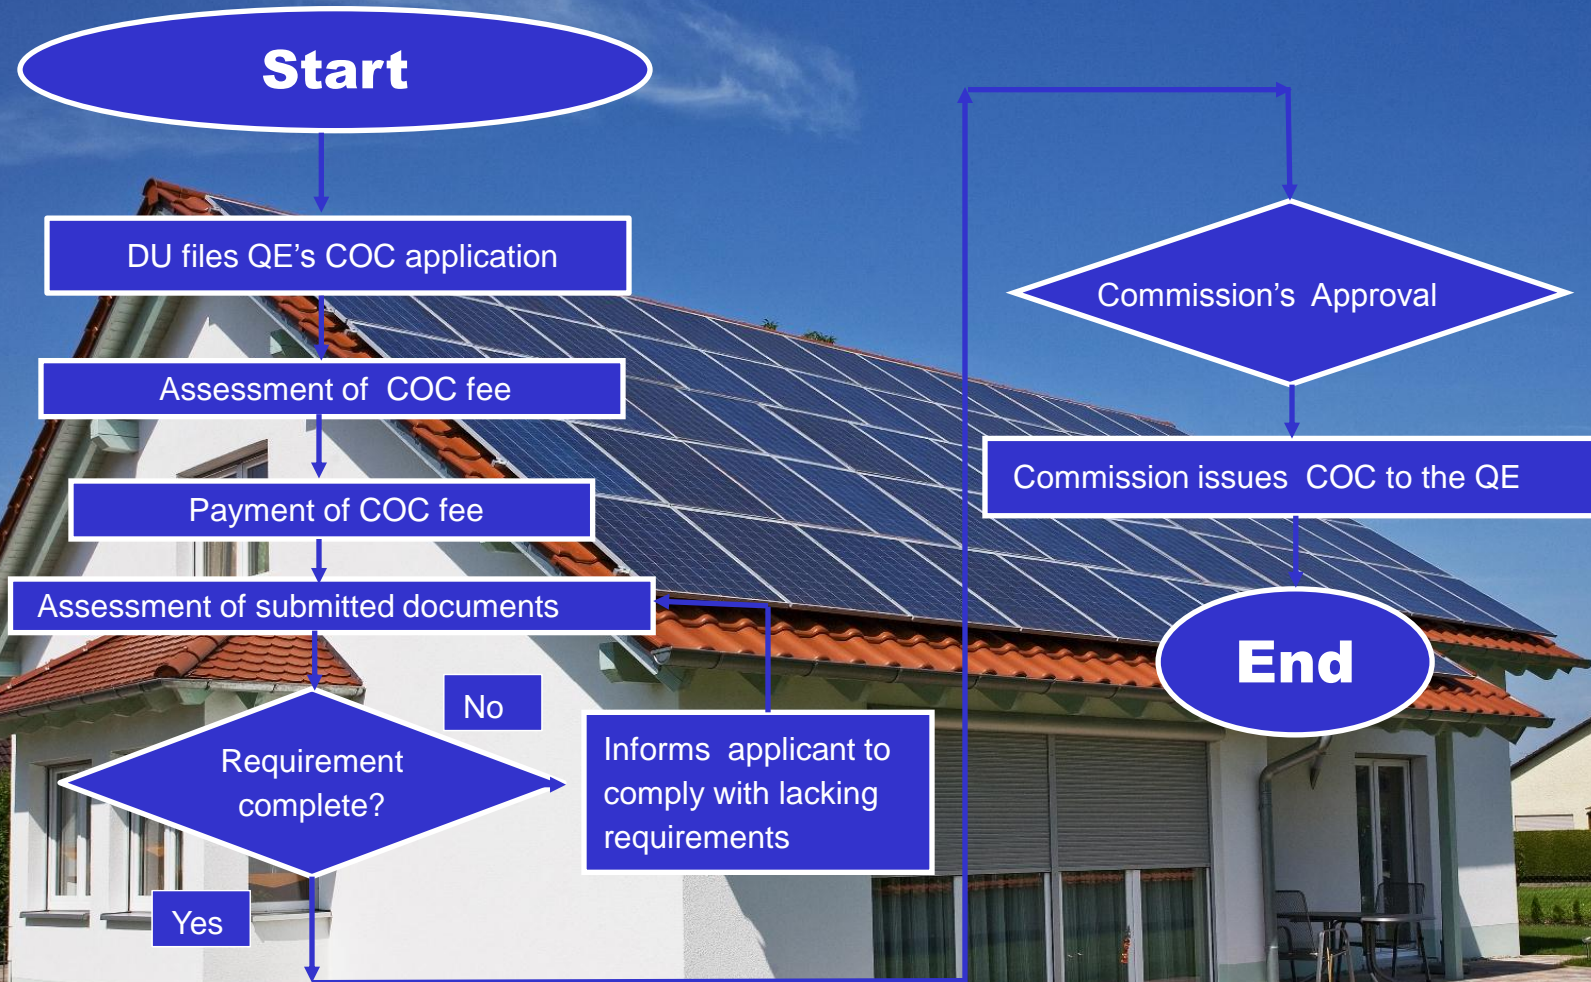 Start
DU files QE’s COC application
Assessment of COC fee
Payment of COC fee
Assessment of submitted documents
Requirement
complete?
No
Informs applicant to
comply with lacking
requirements
Yes
Commission’s Approval
Commission issues COC to the QE
End